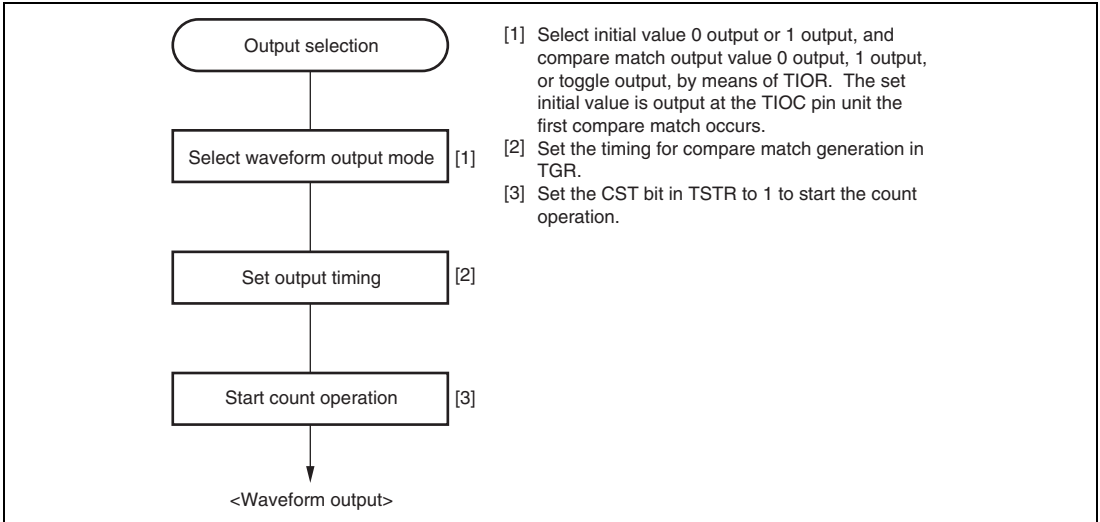 Output selection
Select waveform output mode [1]
Set output timing [2]
Start count operation [3]
<Waveform output>
[1] Select initial value 0 output or 1 output, and
compare match output value 0 output, 1 output,
or toggle output, by means of TIOR. The set
initial value is output at the TIOC pin unit the
first compare match occurs.
[2] Set the timing for compare match generation in
TGR.
[3] Set the CST bit in TSTR to 1 to start the count
operation.